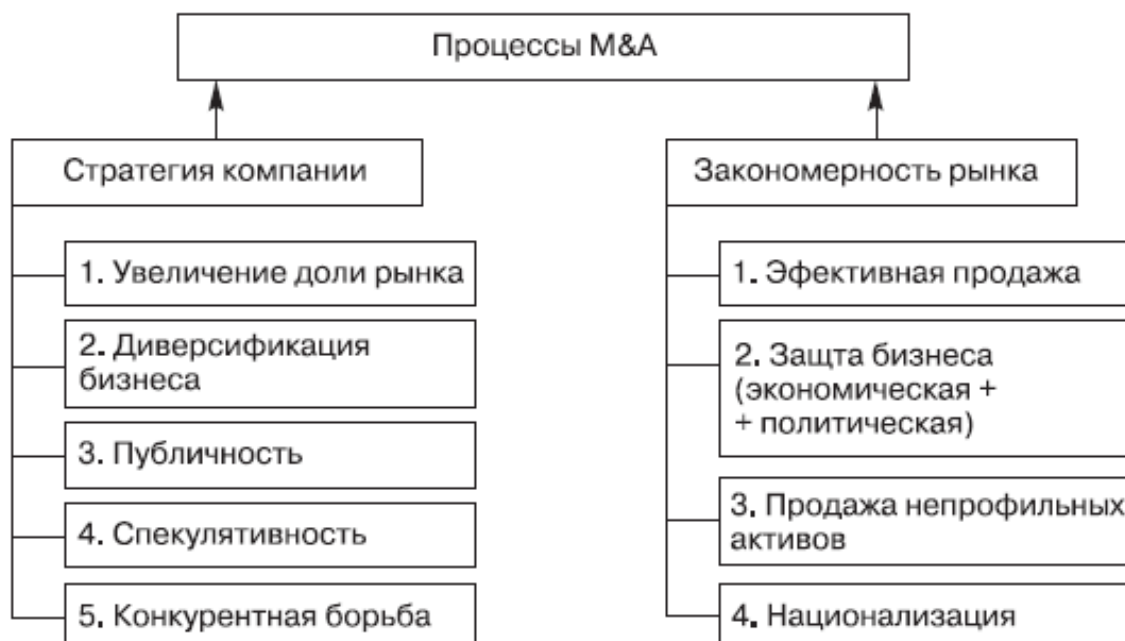 Процессы M&A
Стратегия компании
1. Увеличение доли рынка
2. Диверсификация
бизнеса
3. Публичность
4. Спекулятивность
5. Конкурентная борьба
Закономерность рынка
1. Эфективная продажа
2. Защта бизнеса
(экономическая +
+ политическая)
3. Продажа непрофильных
активов
4. Национализация